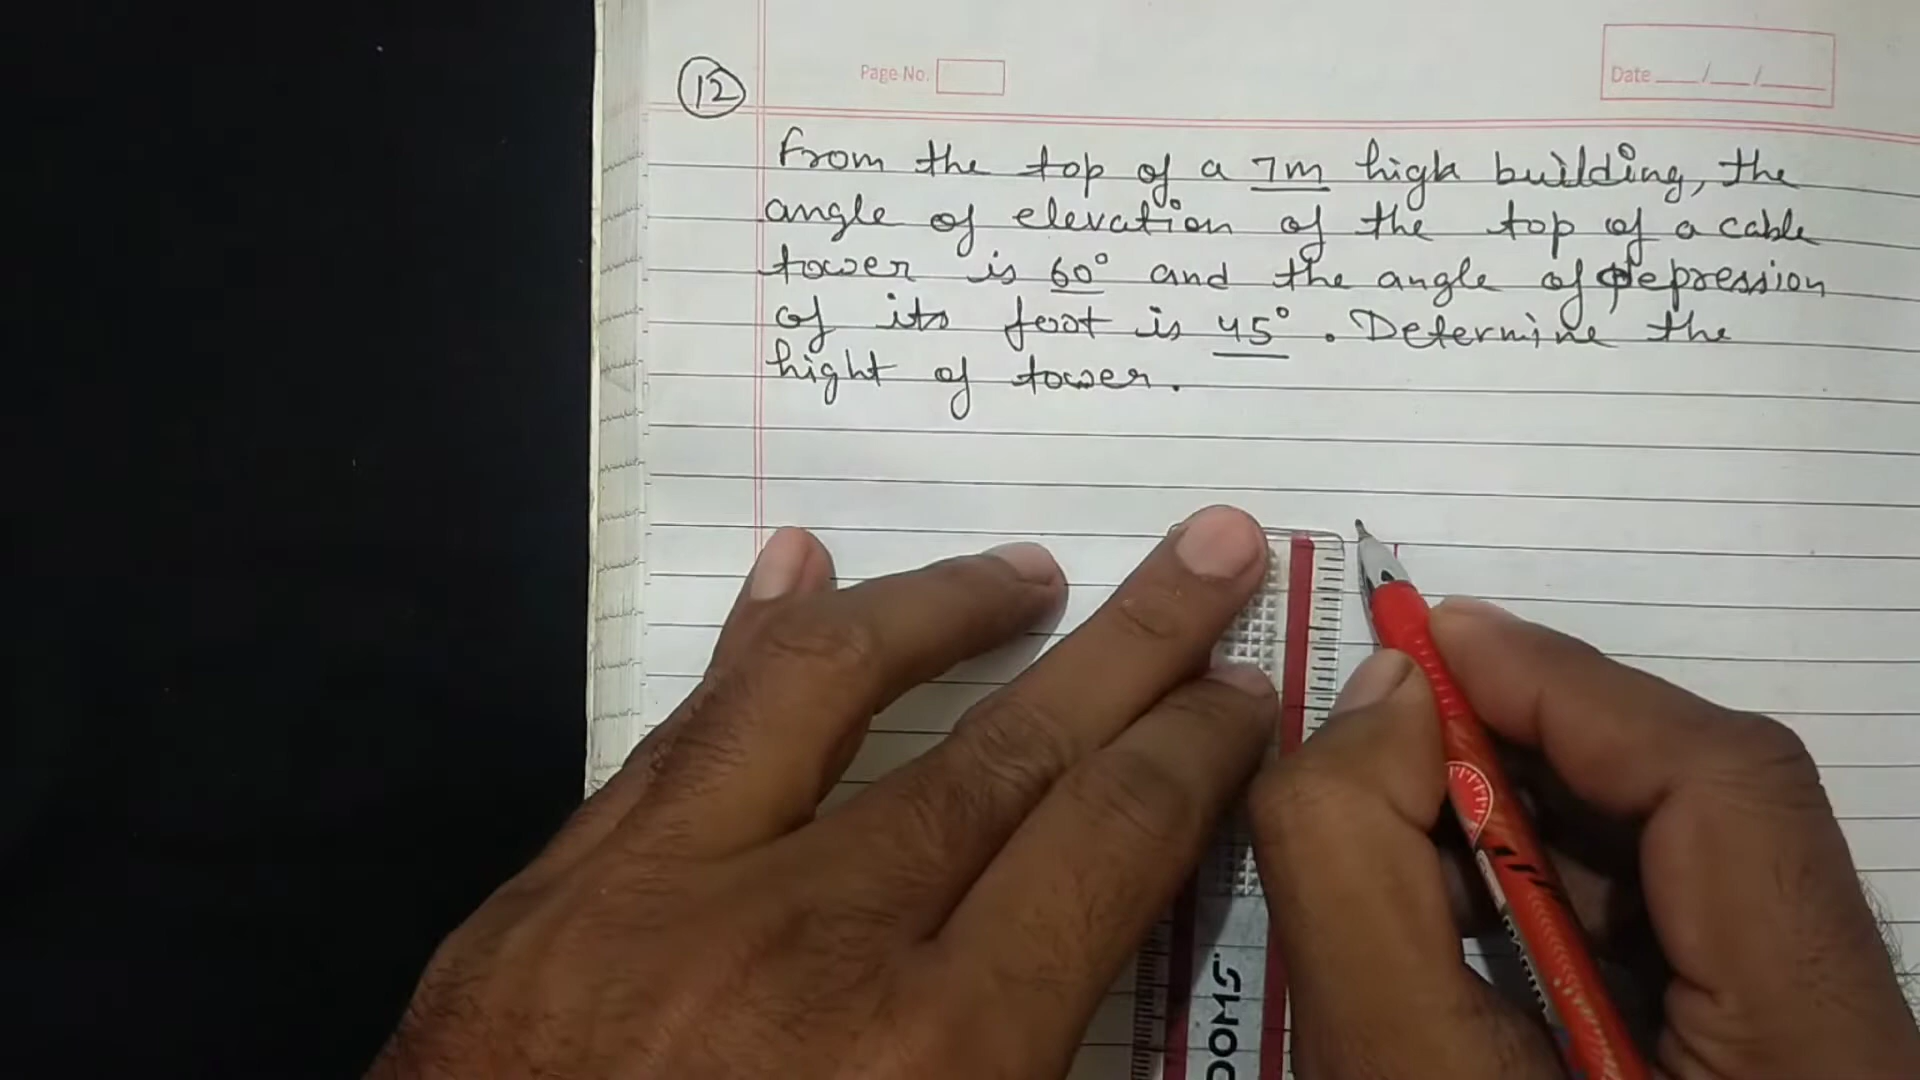 Page No.
Date / /
12
From the top of a 7m high building, the
angle of elevation of the top of a cable
tower is 60° and the angle of depression
of its foot is 45°. Determine the
hight of tower.
DOMS